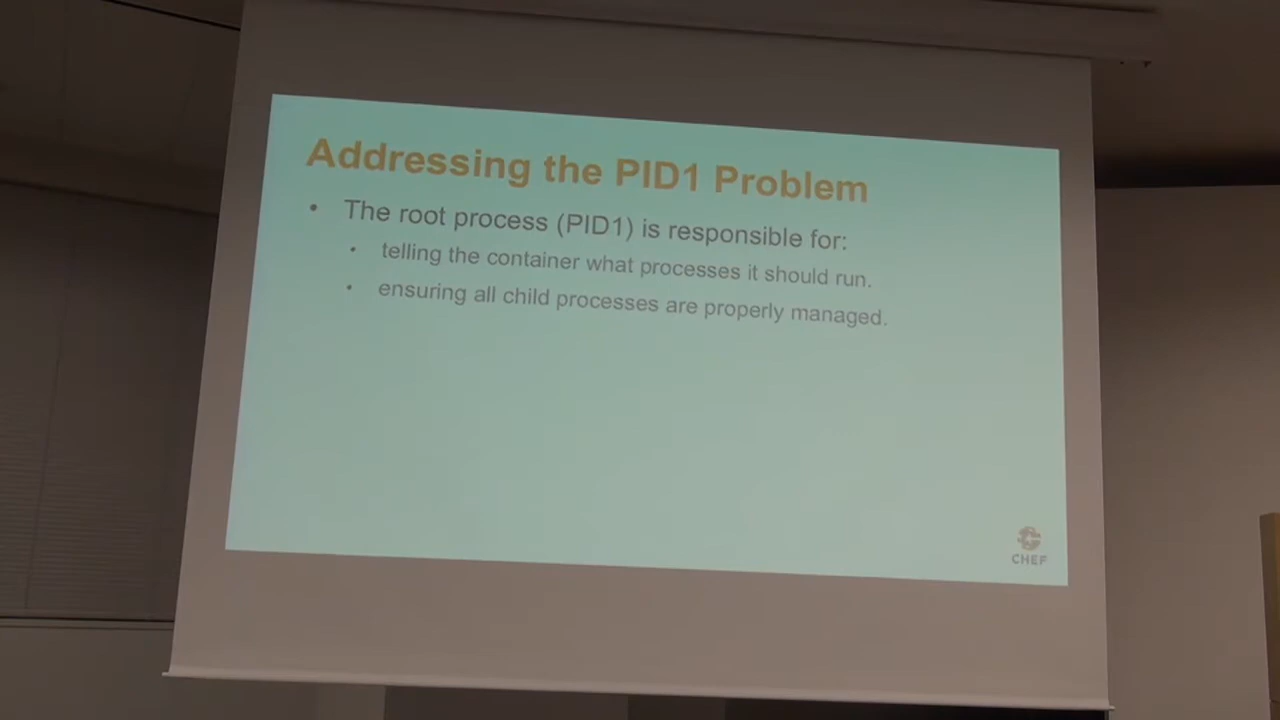 Addressing the PID1 Problem
• The root process (PID1) is responsible for:
• telling the container what processes it should run.
• ensuring all child processes are properly managed.
CHEF